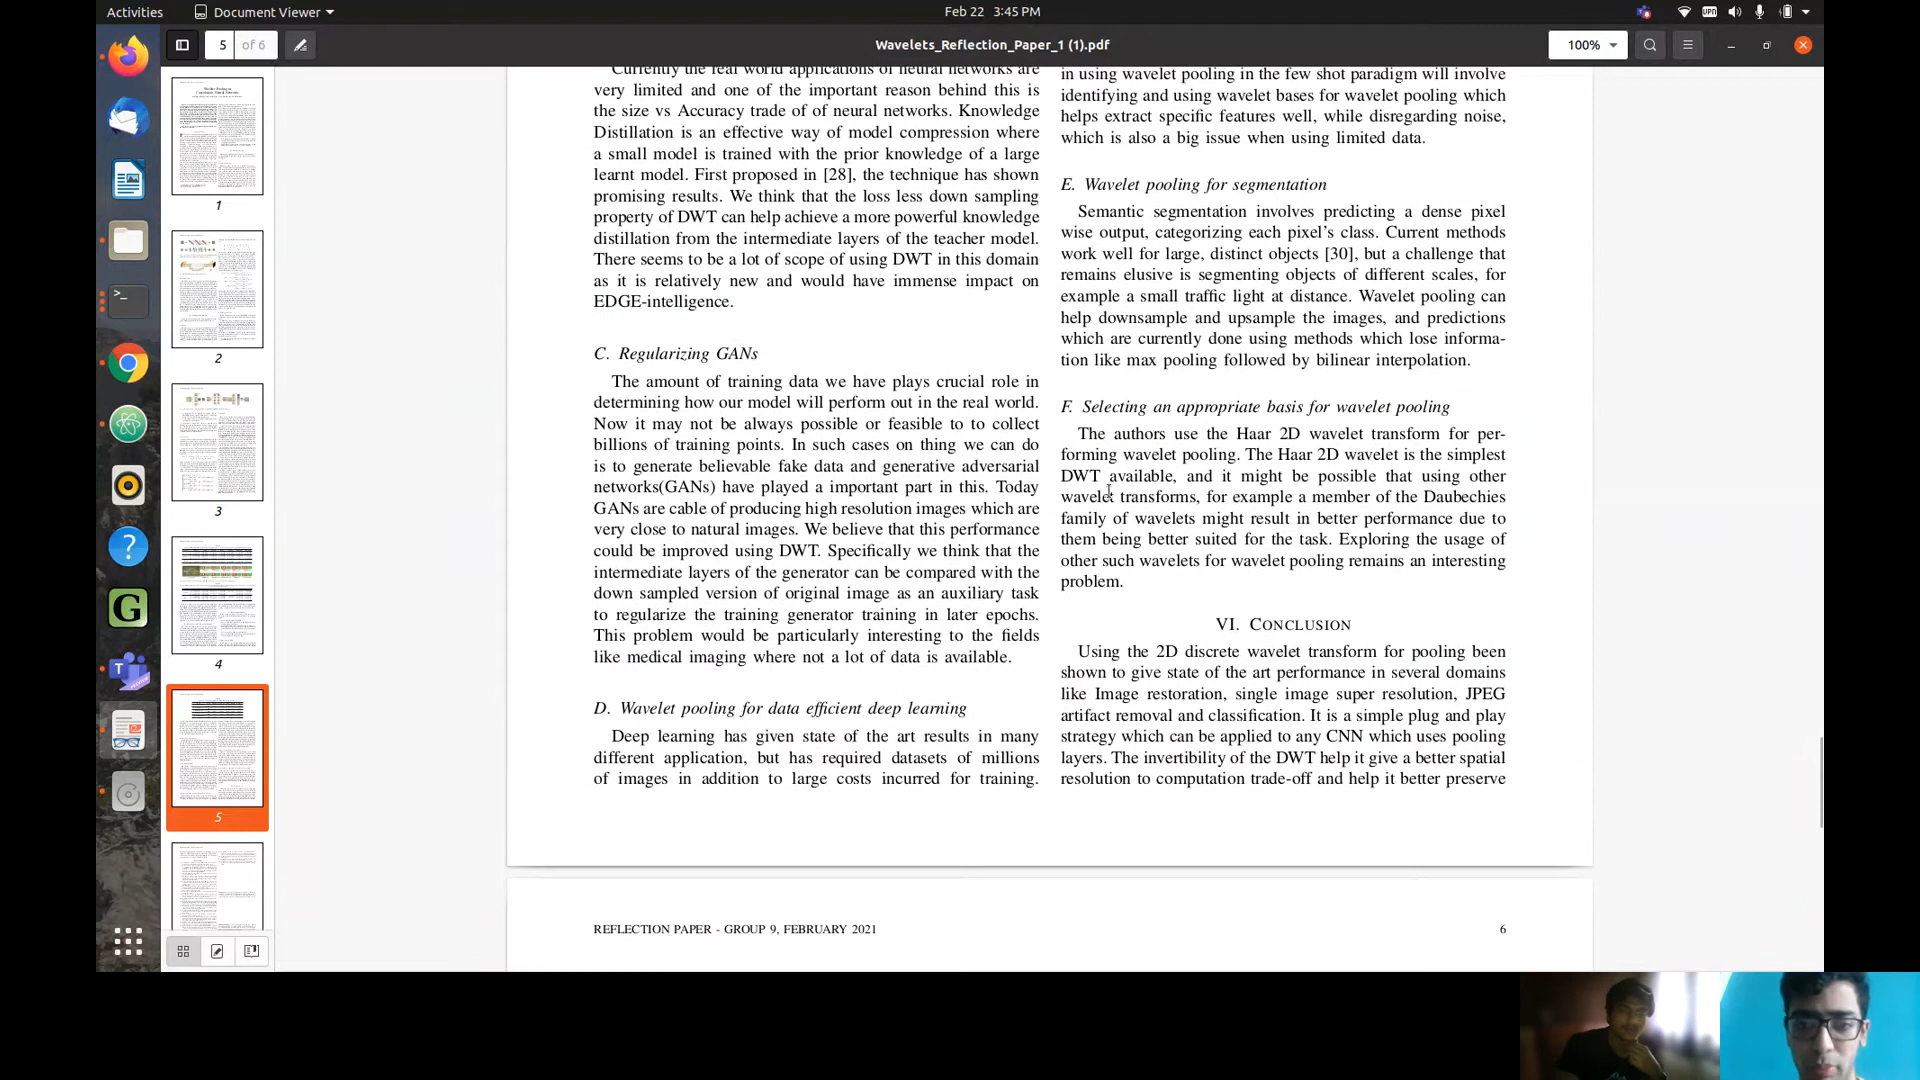 Activities
Document Viewer
Feb 22 3:45 PM
VPN
5 of 6
Wavelets_Reflection_Paper_1 (1).pdf
100%
1
2
3
4
5
Currently the real world applications of neural networks are
very limited and one of the important reason behind this is
the size vs Accuracy trade of of neural networks. Knowledge
Distillation is an effective way of model compression where
a small model is trained with the prior knowledge of a large
learnt model. First proposed in [28], the technique has shown
promising results. We think that the loss less down sampling
property of DWT can help achieve a more powerful knowledge
distillation from the intermediate layers of the teacher model.
There seems to be a lot of scope of using DWT in this domain
as it is relatively new and would have immense impact on
EDGE-intelligence.
C. Regularizing GANs
The amount of training data we have plays crucial role in
determining how our model will perform out in the real world.
Now it may not be always possible or feasible to to collect
billions of training points. In such cases on thing we can do
is to generate believable fake data and generative adversarial
networks(GANs) have played a important part in this. Today
GANs are cable of producing high resolution images which are
very close to natural images. We believe that this performance
could be improved using DWT. Specifically we think that the
intermediate layers of the generator can be compared with the
down sampled version of original image as an auxiliary task
to regularize the training generator training in later epochs.
This problem would be particularly interesting to the fields
like medical imaging where not a lot of data is available.
D. Wavelet pooling for data efficient deep learning
Deep learning has given state of the art results in many
different application, but has required datasets of millions
of images in addition to large costs incurred for training.
in using wavelet pooling in the few shot paradigm will involve
identifying and using wavelet bases for wavelet pooling which
helps extract specific features well, while disregarding noise,
which is also a big issue when using limited data.
E. Wavelet pooling for segmentation
Semantic segmentation involves predicting a dense pixel
wise output, categorizing each pixel's class. Current methods
work well for large, distinct objects [30], but a challenge that
remains elusive is segmenting objects of different scales, for
example a small traffic light at distance. Wavelet pooling can
help downsample and upsample the images, and predictions
which are currently done using methods which lose informa-
tion like max pooling followed by bilinear interpolation.
F. Selecting an appropriate basis for wavelet pooling
The authors use the Haar 2D wavelet transform for per-
forming wavelet pooling. The Haar 2D wavelet is the simplest
DWT available, and it might be possible that using other
wavelet transforms, for example a member of the Daubechies
family of wavelets might result in better performance due to
them being better suited for the task. Exploring the usage of
other such wavelets for wavelet pooling remains an interesting
problem.
VI. CONCLUSION
Using the 2D discrete wavelet transform for pooling been
shown to give state of the art performance in several domains
like Image restoration, single image super resolution, JPEG
artifact removal and classification. It is a simple plug and play
strategy which can be applied to any CNN which uses pooling
layers. The invertibility of the DWT help it give a better spatial
resolution to computation trade-off and help it better preserve
REFLECTION PAPER - GROUP 9, FEBRUARY 2021
6